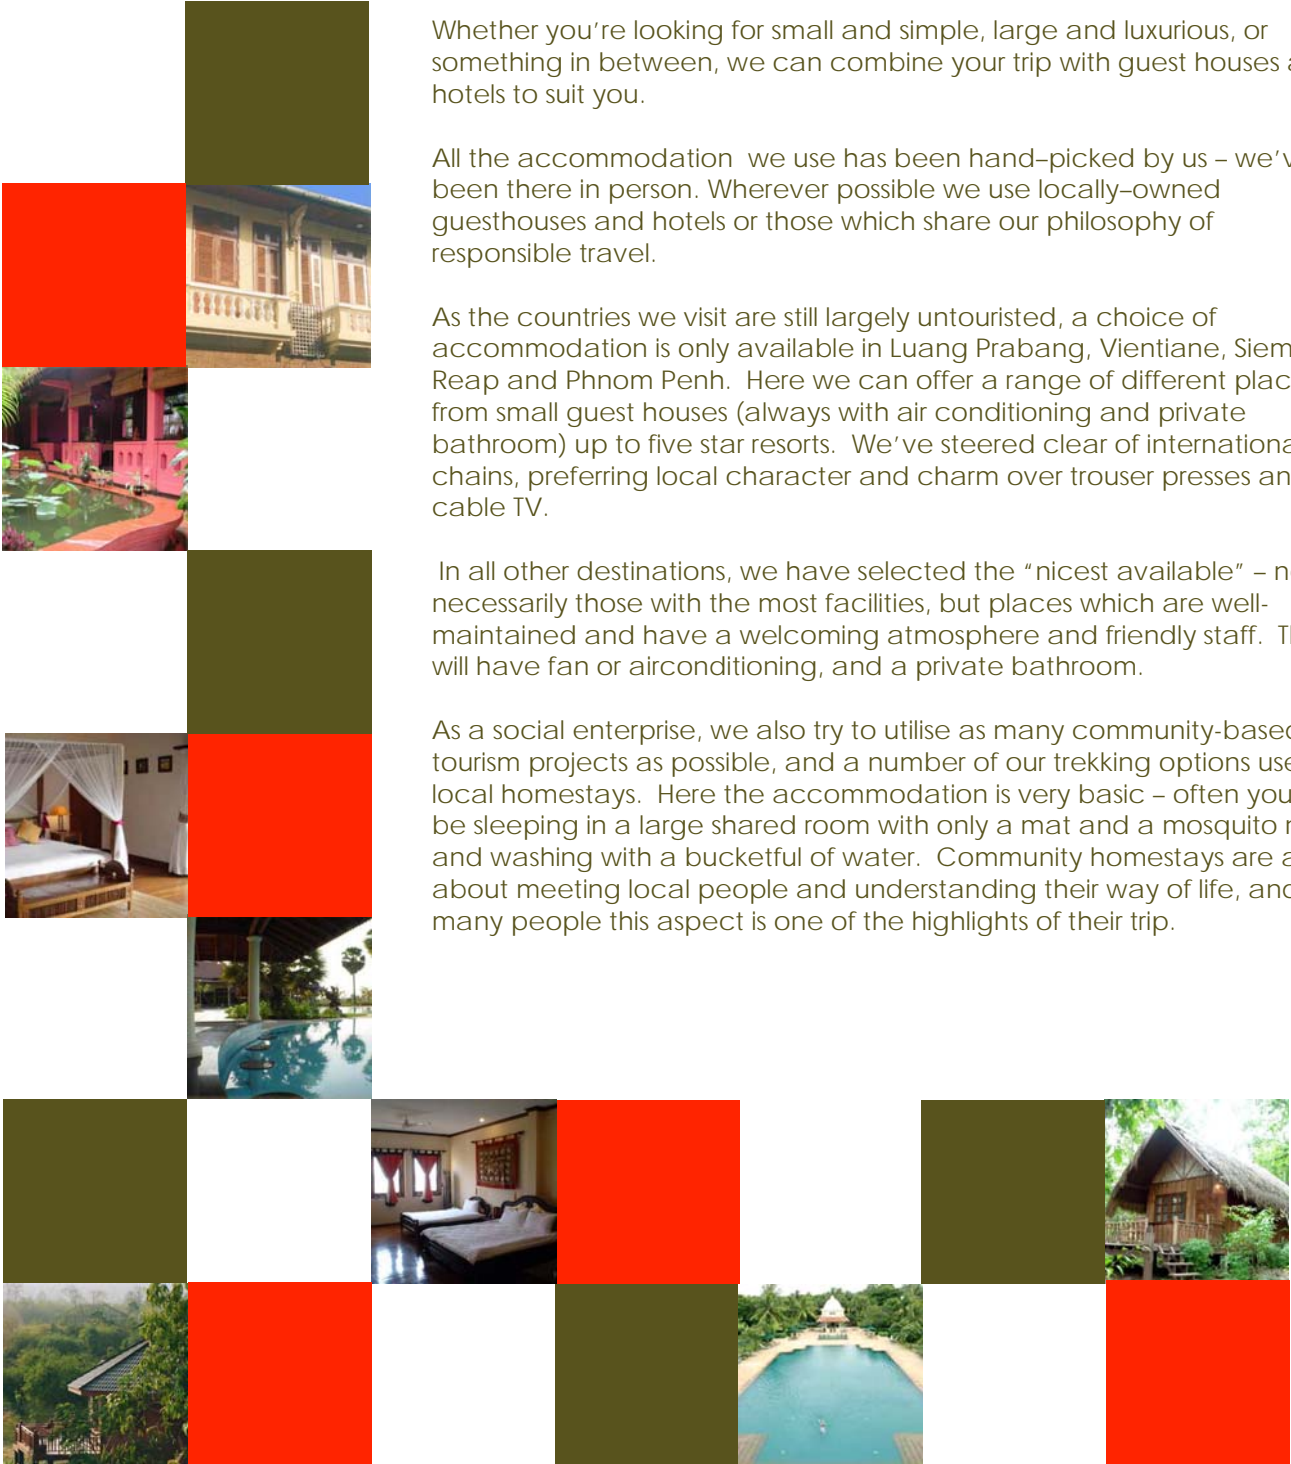 Whether you’re looking for small and simple, large and luxurious, or
something in between, we can combine your trip with guest houses
hotels to suit you.
All the accommodation  we use has been hand–picked by us – we’v
been there in person. Wherever possible we use locally–owned
guesthouses and hotels or those which share our philosophy of
responsible travel.
As the countries we visit are still largely untouristed, a choice of
accommodation is only available in Luang Prabang, Vientiane, Siem
Reap and Phnom Penh.  Here we can offer a range of different plac
from small guest houses (always with air conditioning and private
bathroom) up to five star resorts.  We’ve steered clear of internationa
chains, preferring local character and charm over trouser presses an
cable TV.
In all other destinations, we have selected the “nicest available” – n
necessarily those with the most facilities, but places which are well-
maintained and have a welcoming atmosphere and friendly staff.  T
will have fan or airconditioning, and a private bathroom.
As a social enterprise, we also try to utilise as many community-based
tourism projects as possible, and a number of our trekking options use
local homestays.  Here the accommodation is very basic – often you
be sleeping in a large shared room with only a mat and a mosquito
and washing with a bucketful of water.  Community homestays are a
about meeting local people and understanding their way of life, and
many people this aspect is one of the highlights of their trip.